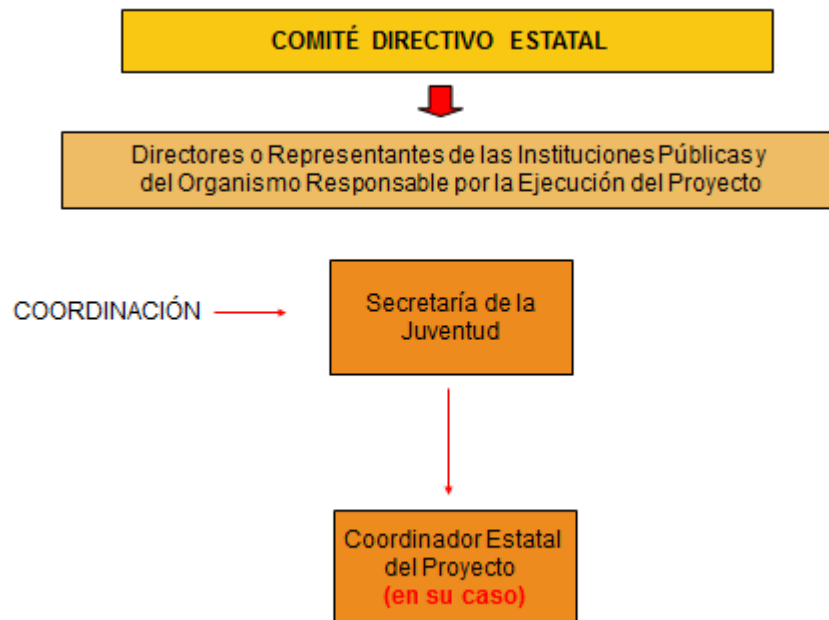 COMITÉ DIRECTIVO ESTATAL
Directores o Representantes de las Instituciones Públicas y
del Organismo Responsable por la Ejecución del Proyecto
COORDINACIÓN
Secretaría de la
Juventud
Coordinador Estatal
del Proyecto
(en su caso)